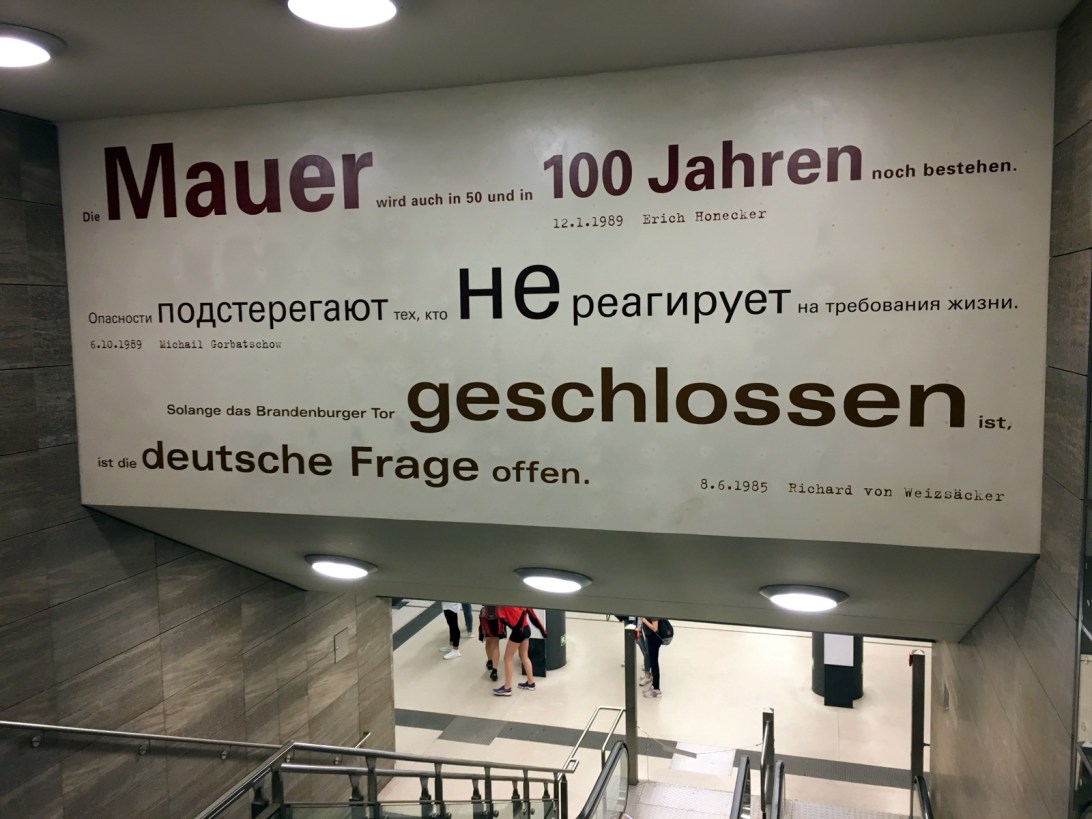 Die Mauer wird auch in 50 und in 100 Jahren noch bestehen.
12.1.1989 Erich Honecker
Опасности подстерегают тех, кто не реагирует на требования жизни.
6.10.1989 Michail Gorbatschow
Solange das Brandenburger Tor geschlossen ist,
ist die deutsche Frage offen.
8.6.1985 Richard von Weizsäcker